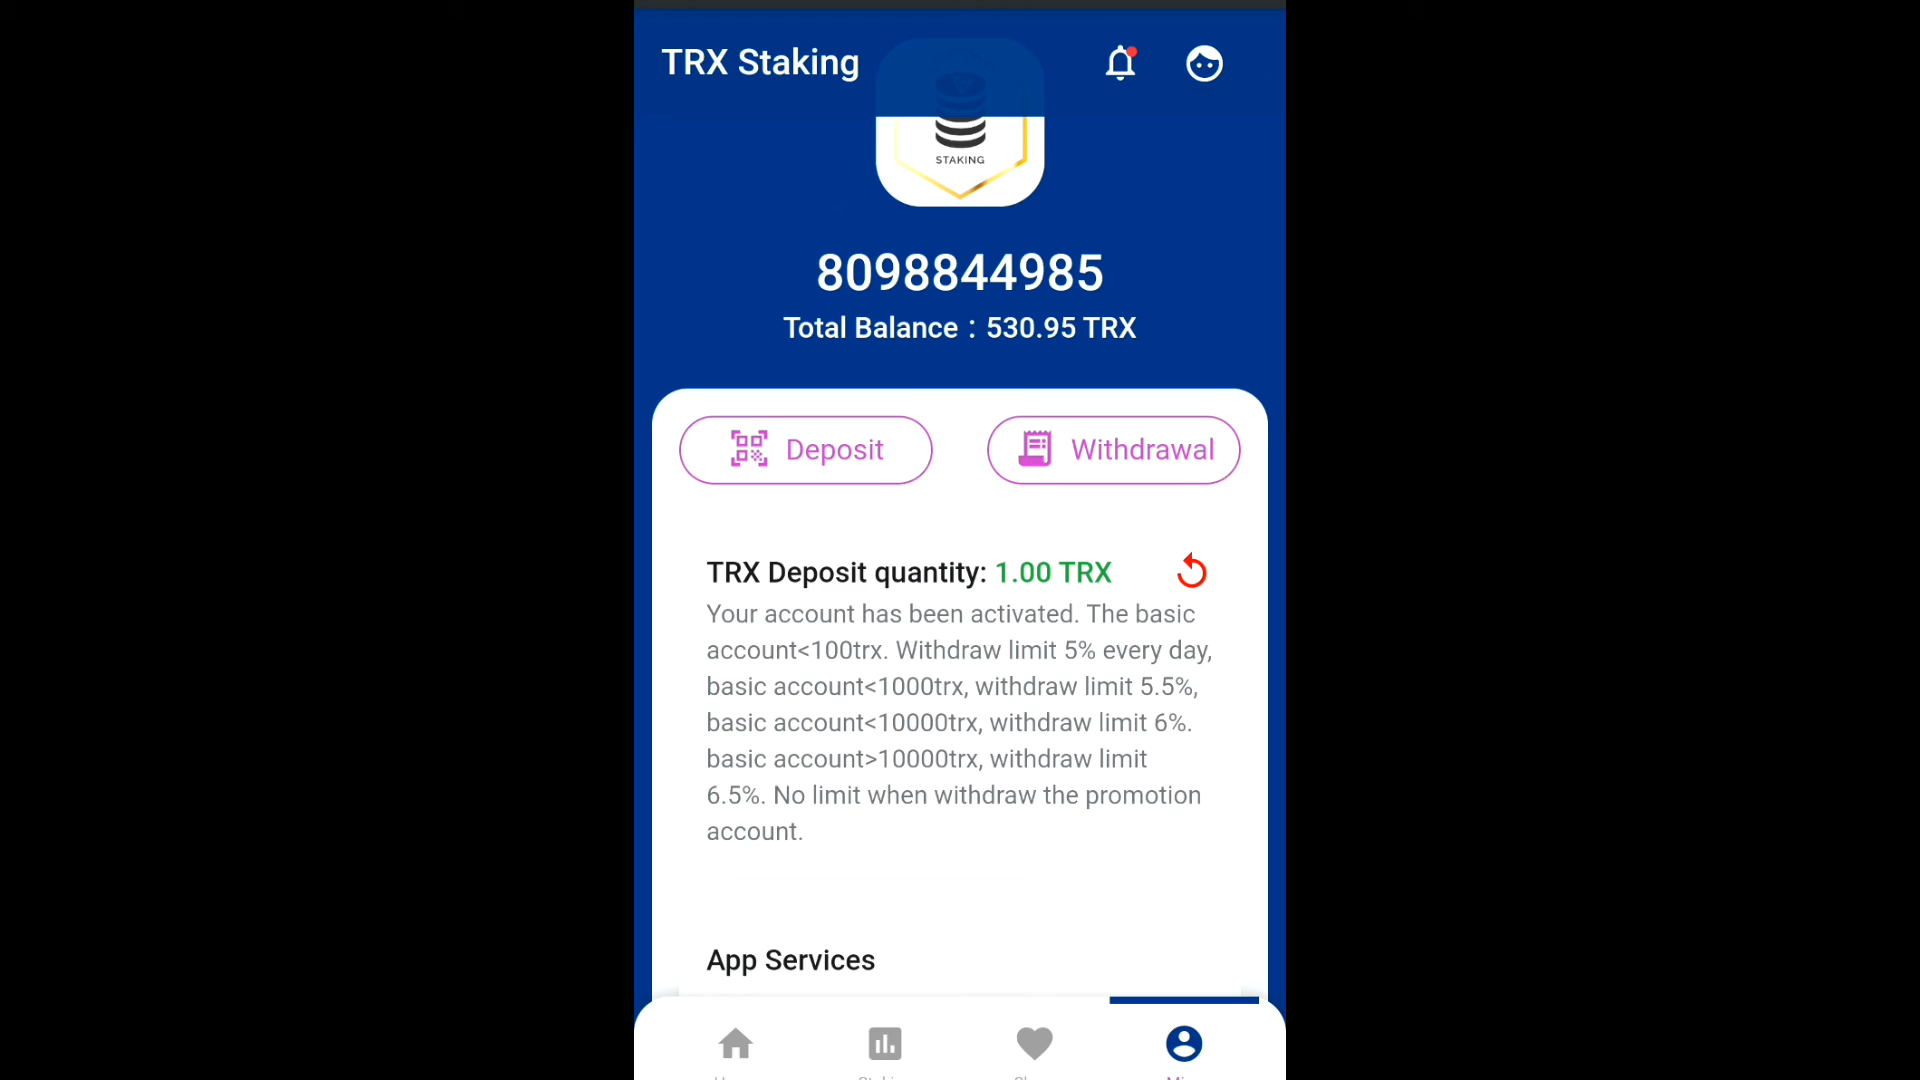 TRX Staking
STAKING
8098844985
Total Balance : 530.95 TRX
Deposit
Withdrawal
TRX Deposit quantity: 1.00 TRX
Your account has been activated. The basic
account<100trx. Withdraw limit 5% every day,
basic account<1000trx, withdraw limit 5.5%,
basic account<10000trx, withdraw limit 6%.
basic account>10000trx, withdraw limit
6.5%. No limit when withdraw the promotion
account.
App Services